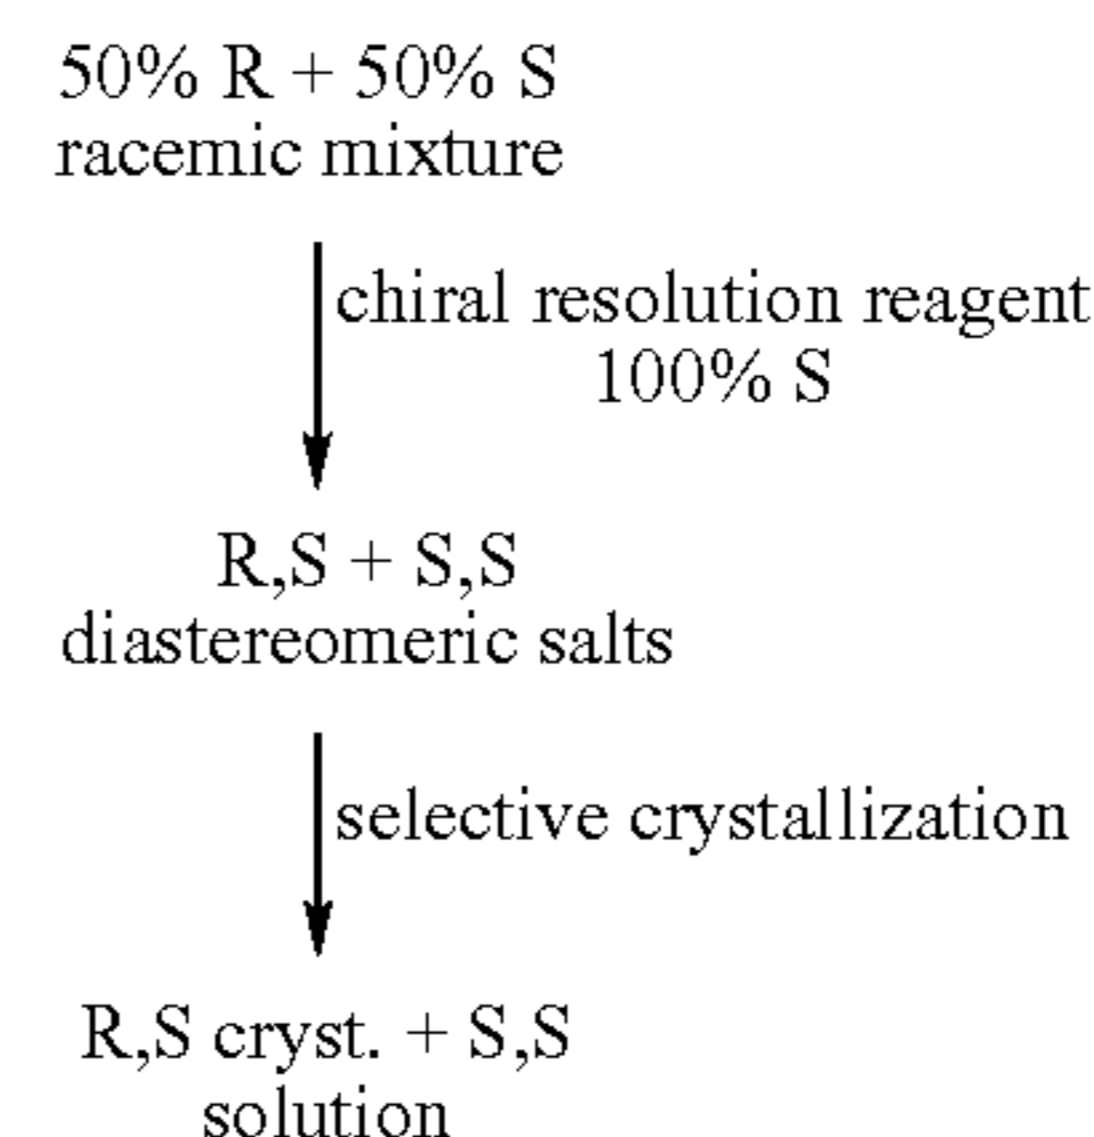 50% R + 50% S
racemic mixture
chiral resolution reagent
100% S
R,S + S,S
diastereomeric salts
selective crystallization
R,S cryst. + S,S
solution